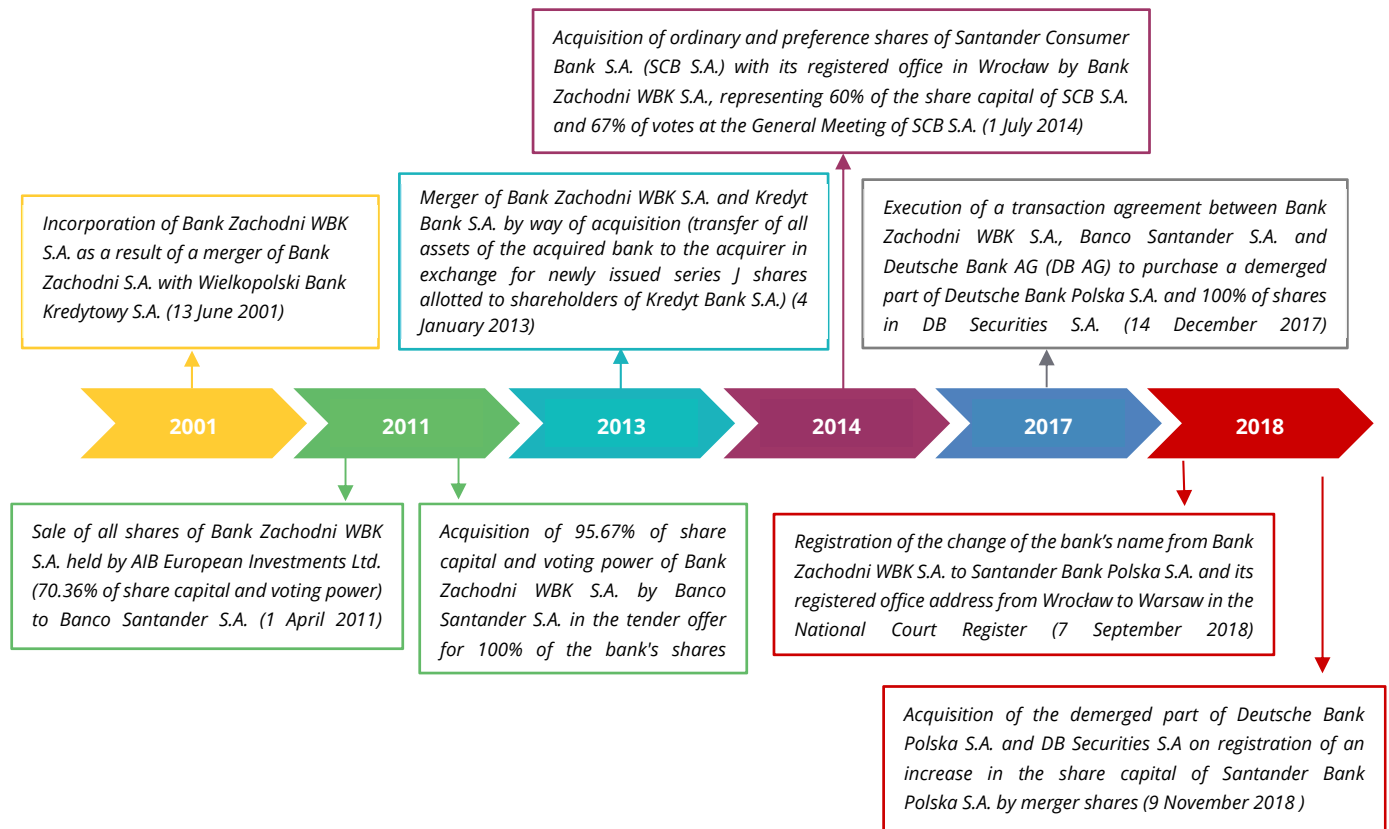 Acquisition of ordinary and preference shares of Santander Consumer
Bank S.A. (SCB S.A.) with its registered office in Wrocław by Bank
Zachodni WBK S.A., representing 60% of the share capital of SCB S.A.
and 67% of votes at the General Meeting of SCB S.A. (1 July 2014)
Incorporation of Bank Zachodni WBK
S.A. as a result of a merger of Bank
Zachodni S.A. with Wielkopolski Bank
Kredytowy S.A. (13 June 2001)
Merger of Bank Zachodni WBK S.A. and Kredyt
Bank S.A. by way of acquisition (transfer of all
assets of the acquired bank to the acquirer in
exchange for newly issued series J shares
allotted to shareholders of Kredyt Bank S.A.) (4
January 2013)
Execution of a transaction agreement between Bank
Zachodni WBK S.A., Banco Santander S.A. and
Deutsche Bank AG (DB AG) to purchase a demerged
part of Deutsche Bank Polska S.A. and 100% of shares
in DB Securities S.A. (14 December 2017)
2001
2011
2013
2014
2017
2018
Sale of all shares of Bank Zachodni WBK
S.A. held by AIB European Investments Ltd.
(70.36% of share capital and voting power)
to Banco Santander S.A. (1 April 2011)
Acquisition of 95.67% of share
capital and voting power of Bank
Zachodni WBK S.A. by Banco
Santander S.A. in the tender offer
for 100% of the bank's shares
Registration of the change of the bank's name from Bank
Zachodni WBK S.A. to Santander Bank Polska S.A. and its
registered office address from Wrocław to Warsaw in the
National Court Register (7 September 2018)
Acquisition of the demerged part of Deutsche Bank
Polska S.A. and DB Securities S.A on registration of an
increase in the share capital of Santander Bank
Polska S.A. by merger shares (9 November 2018 )